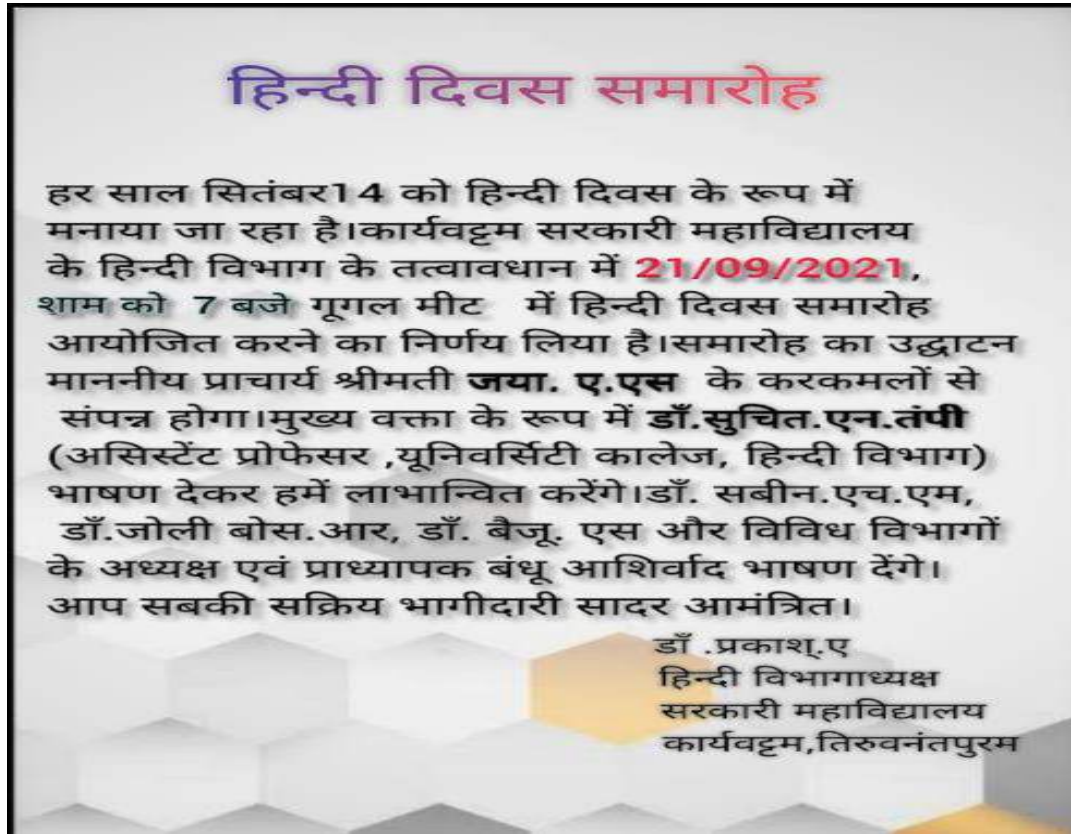 हिन्दी दिवस समारोह
हर साल सितंबर14 को हिन्दी दिवस के रूप में
मनाया जा रहा है।कार्यवट्टम सरकारी महाविद्यालय
के हिन्दी विभाग के तत्वावधान में 21/09/2021,
शाम को 7 बजे गूगल मीट में हिन्दी दिवस समारोह
आयोजित करने का निर्णय लिया है।समारोह का उद्घाटन
माननीय प्राचार्य श्रीमती जया. ए.एस के करकमलों से
संपन्न होगा।मुख्य वक्ता के रूप में डॉ.सुचित.एन.तंपी
(असिस्टेंट प्रोफेसर ,यूनिवर्सिटी कालेज, हिन्दी विभाग)
भाषण देकर हमें लाभान्वित करेंगे।डॉ. सबीन.एच.एम,
डॉ.जोली बोस.आर, डॉ. बैजू. एस और विविध विभागों
के अध्यक्ष एवं प्राध्यापक बंधू आशिर्वाद भाषण देंगे।
आप सबकी सक्रिय भागीदारी सादर आमंत्रित।
डॉ .प्रकाश्.ए
हिन्दी विभागाध्यक्ष
सरकारी महाविद्यालय
कार्यवट्टम,तिरुवनंतपुरम